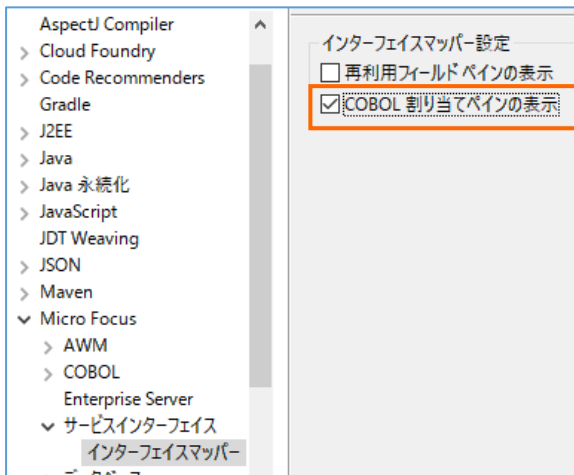 AspectJ Compiler
Cloud Foundry
Code Recommenders
Gradle
J2EE
Java
Java 永続化
JavaScript
JDT Weaving
JSON
Maven
Micro Focus
AWM
COBOL
Enterprise Server
サービスインターフェイス
インターフェイスマッパー
インターフェイスマッパー設定
再利用フィールド ペインの表示
COBOL 割り当てペインの表示